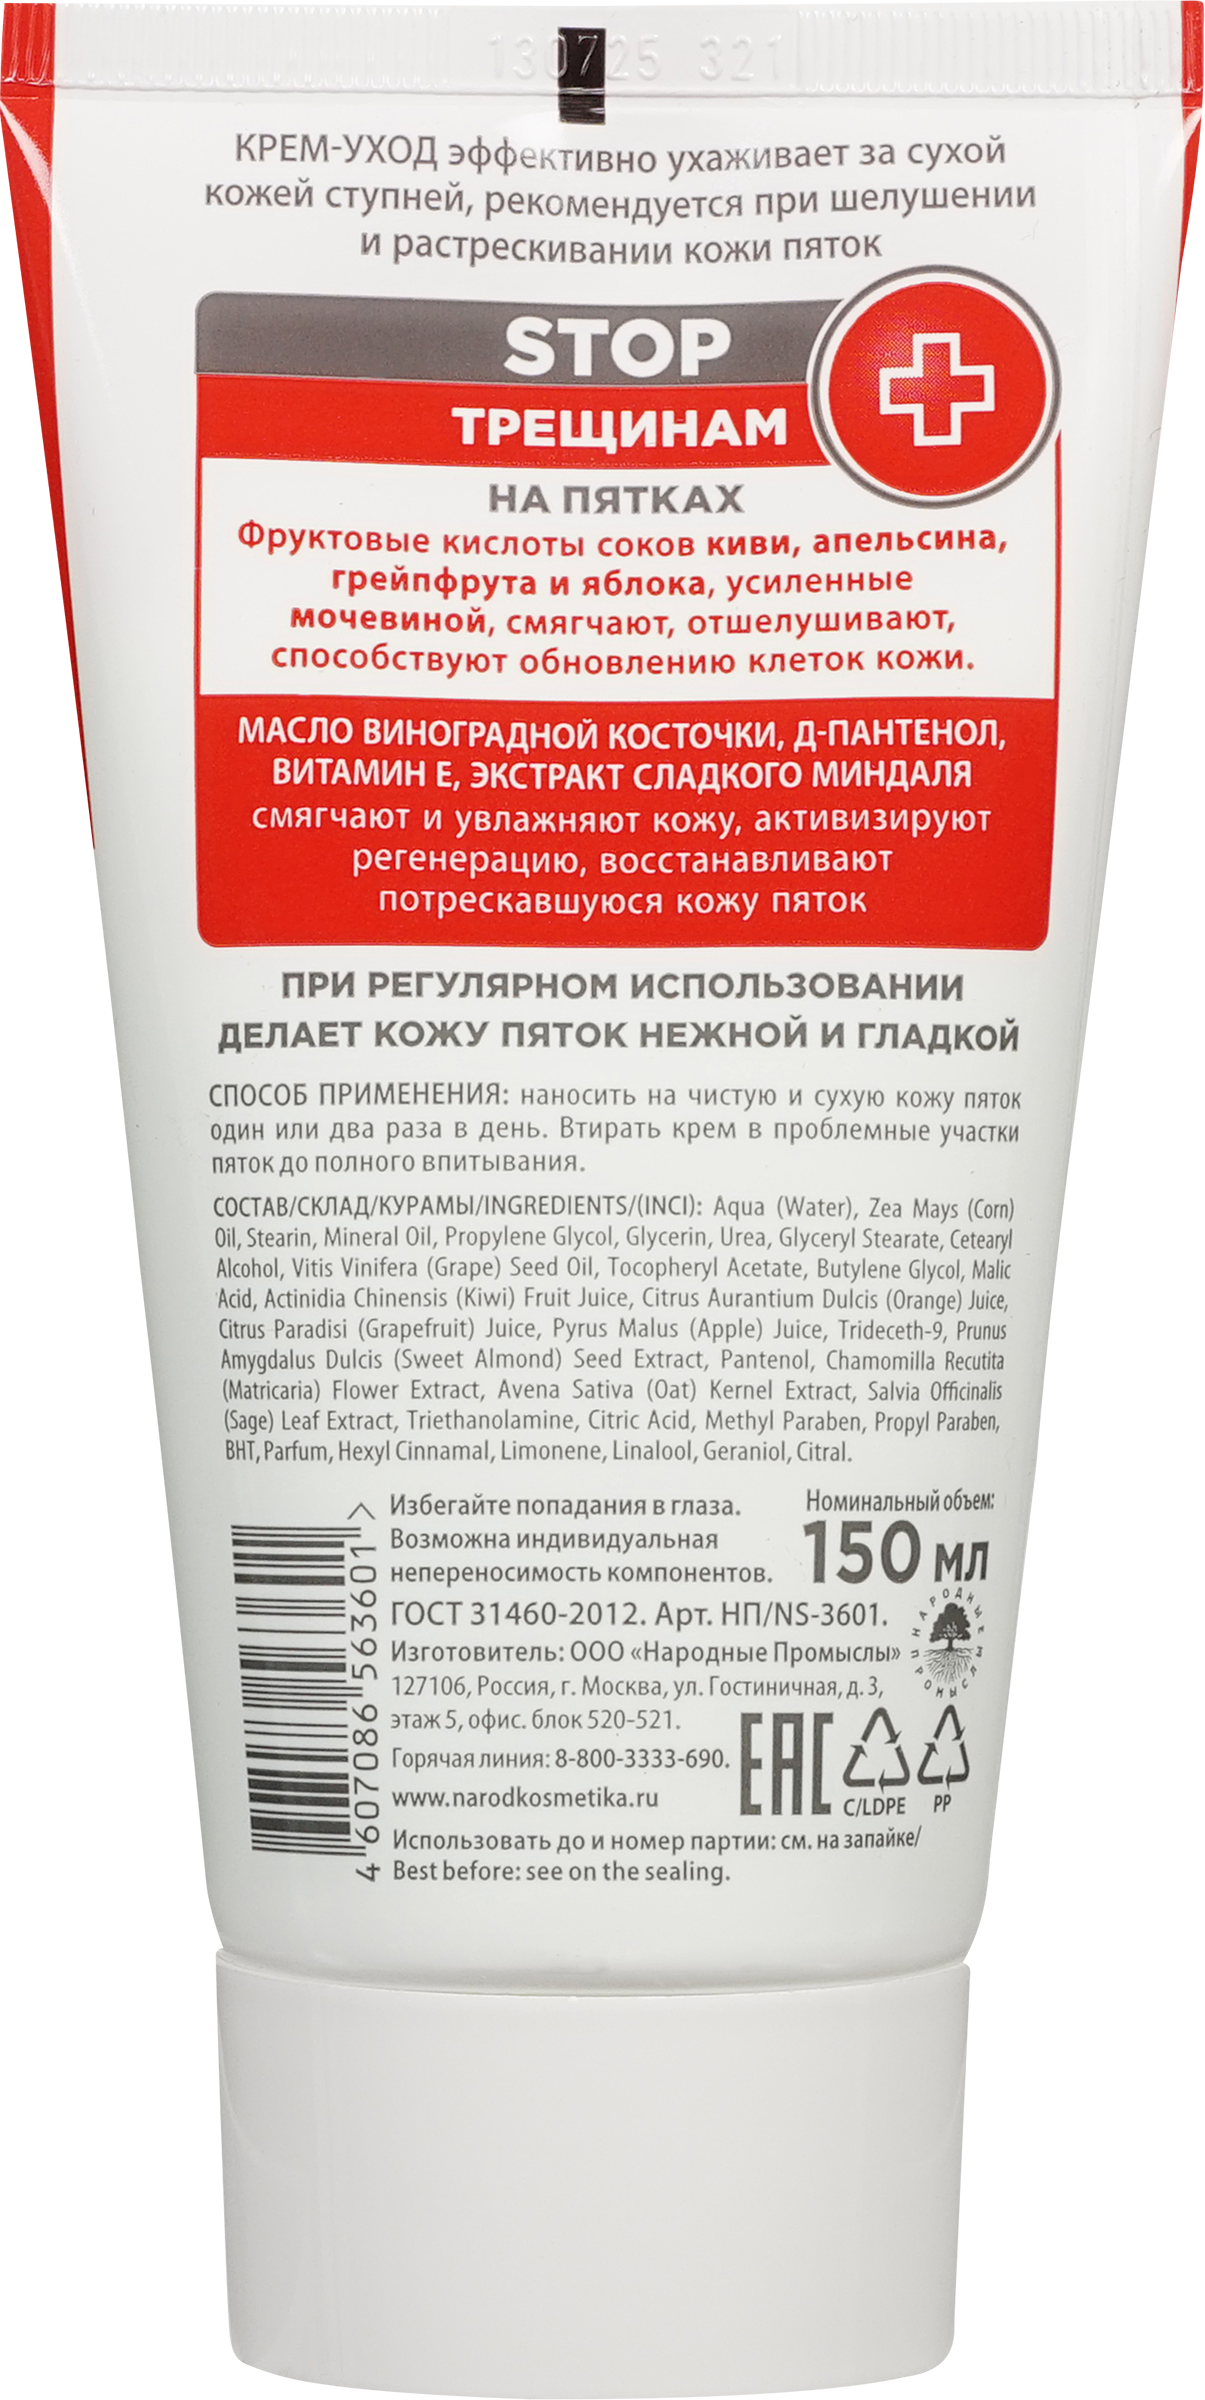 130725 321
КРЕМ-УХОД эффективно ухаживает за сухой
кожей ступней, рекомендуется при шелушении
и растрескивании кожи пяток
STOP
ТРЕЩИНАМ
НА ПЯТКАХ
Фруктовые кислоты соков киви, апельсина,
грейпфрута и яблока, усиленные
мочевиной, смягчают, отшелушивают,
способствуют обновлению клеток кожи.
МАСЛО ВИНОГРАДНОЙ КОСТОЧКИ, Д-ПАНТЕНОЛ,
ВИТАМИН Е, ЭКСТРАКТ СЛАДКОГО МИНДАЛЯ
смягчают и увлажняют кожу, активизируют
регенерацию, восстанавливают
потрескавшуюся кожу пяток
ПРИ РЕГУЛЯРНОМ ИСПОЛЬЗОВАНИИ
ДЕЛАЕТ КОЖУ ПЯТОК НЕЖНОЙ И ГЛАДКОЙ
СПОСОБ ПРИМЕНЕНИЯ: наносить на чистую и сухую кожу пяток
один или два раза в день. Втирать крем в проблемные участки
пяток до полного впитывания.
СОСТАВ/СКЛАД/КУРАМЫ/INGREDIENTS/(INCI): Aqua (Water), Zea Mays (Corn)
Oil, Stearin, Mineral Oil, Propylene Glycol, Glycerin, Urea, Glyceryl Stearate, Cetearyl
Alcohol, Vitis Vinifera (Grape) Seed Oil, Tocopheryl Acetate, Butylene Glycol, Malic
Acid, Actinidia Chinensis (Kiwi) Fruit Juice, Citrus Aurantium Dulcis (Orange) Juice,
Citrus Paradisi (Grapefruit) Juice, Pyrus Malus (Apple) Juice, Trideceth-9, Prunus
Amygdalus Dulcis (Sweet Almond) Seed Extract, Pantenol, Chamomilla Recutita
(Matricaria) Flower Extract, Avena Sativa (Oat) Kernel Extract, Salvia Officinalis
(Sage) Leaf Extract, Triethanolamine, Citric Acid, Methyl Paraben, Propyl Paraben,
BHT, Parfum, Hexyl Cinnamal, Limonene, Linalool, Geraniol, Citral.
Избегайте попадания в глаза.
Возможна индивидуальная
непереносимость компонентов.
Номинальный объем:
150 мл
ГОСТ 31460-2012. Арт. НП/NS-3601.
Изготовитель: ООО «Народные Промыслы»
127106, Россия, г. Москва, ул. Гостиничная, д. 3,
этаж 5, офис. блок 520-521.
Горячая линия: 8-800-3333-690.
www.narodkosmetika.ru
НАРОДНЫЕ ПРОМЫСЛЫ
EAC
C/LDPE
PP
Использовать до и номер партии: см. на запайке/
Best before: see on the sealing.
4 607086 563601 >